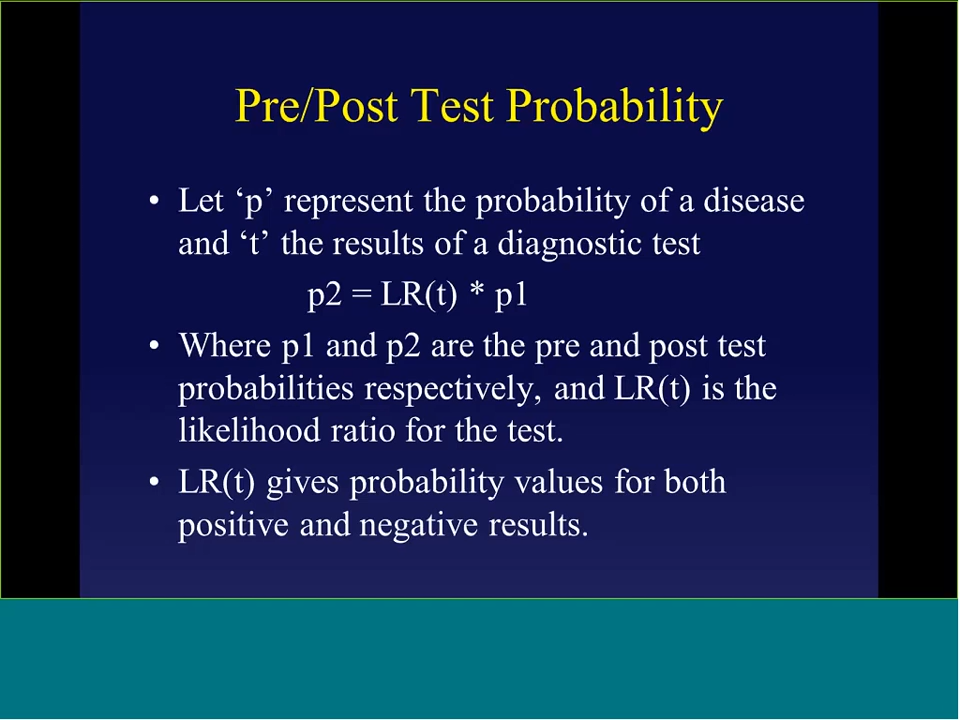 Pre/Post Test Probability
• Let ‘p’ represent the probability of a disease
and ‘t’ the results of a diagnostic test
p2 = LR(t) * p1
• Where p1 and p2 are the pre and post test
probabilities respectively, and LR(t) is the
likelihood ratio for the test.
• LR(t) gives probability values for both
positive and negative results.